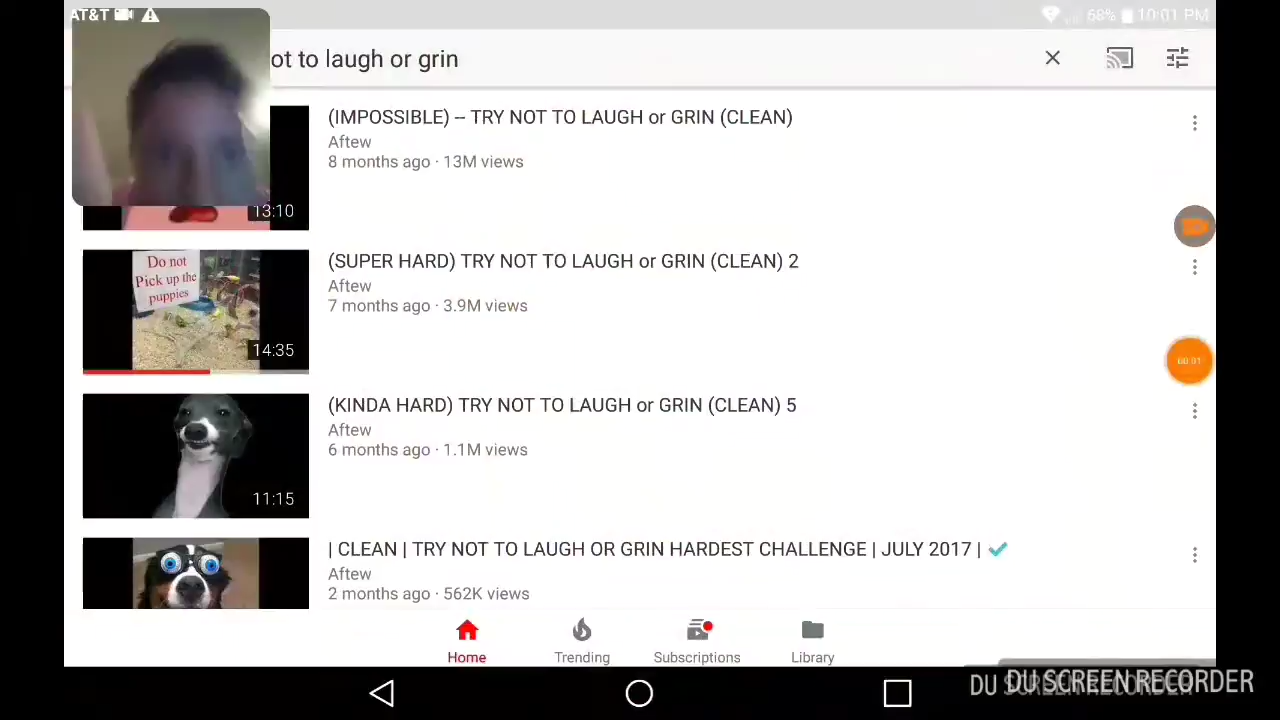 AT&T
68% 10:01 PM
ot to laugh or grin
(IMPOSSIBLE) -- TRY NOT TO LAUGH or GRIN (CLEAN)
Aftew
8 months ago · 13M views
13:10
Do not
Pick up the
puppies
14:35
(SUPER HARD) TRY NOT TO LAUGH or GRIN (CLEAN) 2
Aftew
7 months ago · 3.9M views
00:01
11:15
(KINDA HARD) TRY NOT TO LAUGH or GRIN (CLEAN) 5
Aftew
6 months ago · 1.1M views
| CLEAN | TRY NOT TO LAUGH OR GRIN HARDEST CHALLENGE | JULY 2017 |
Aftew
2 months ago · 562K views
Home
Trending
Subscriptions
Library
DU SCREEN RECORDER